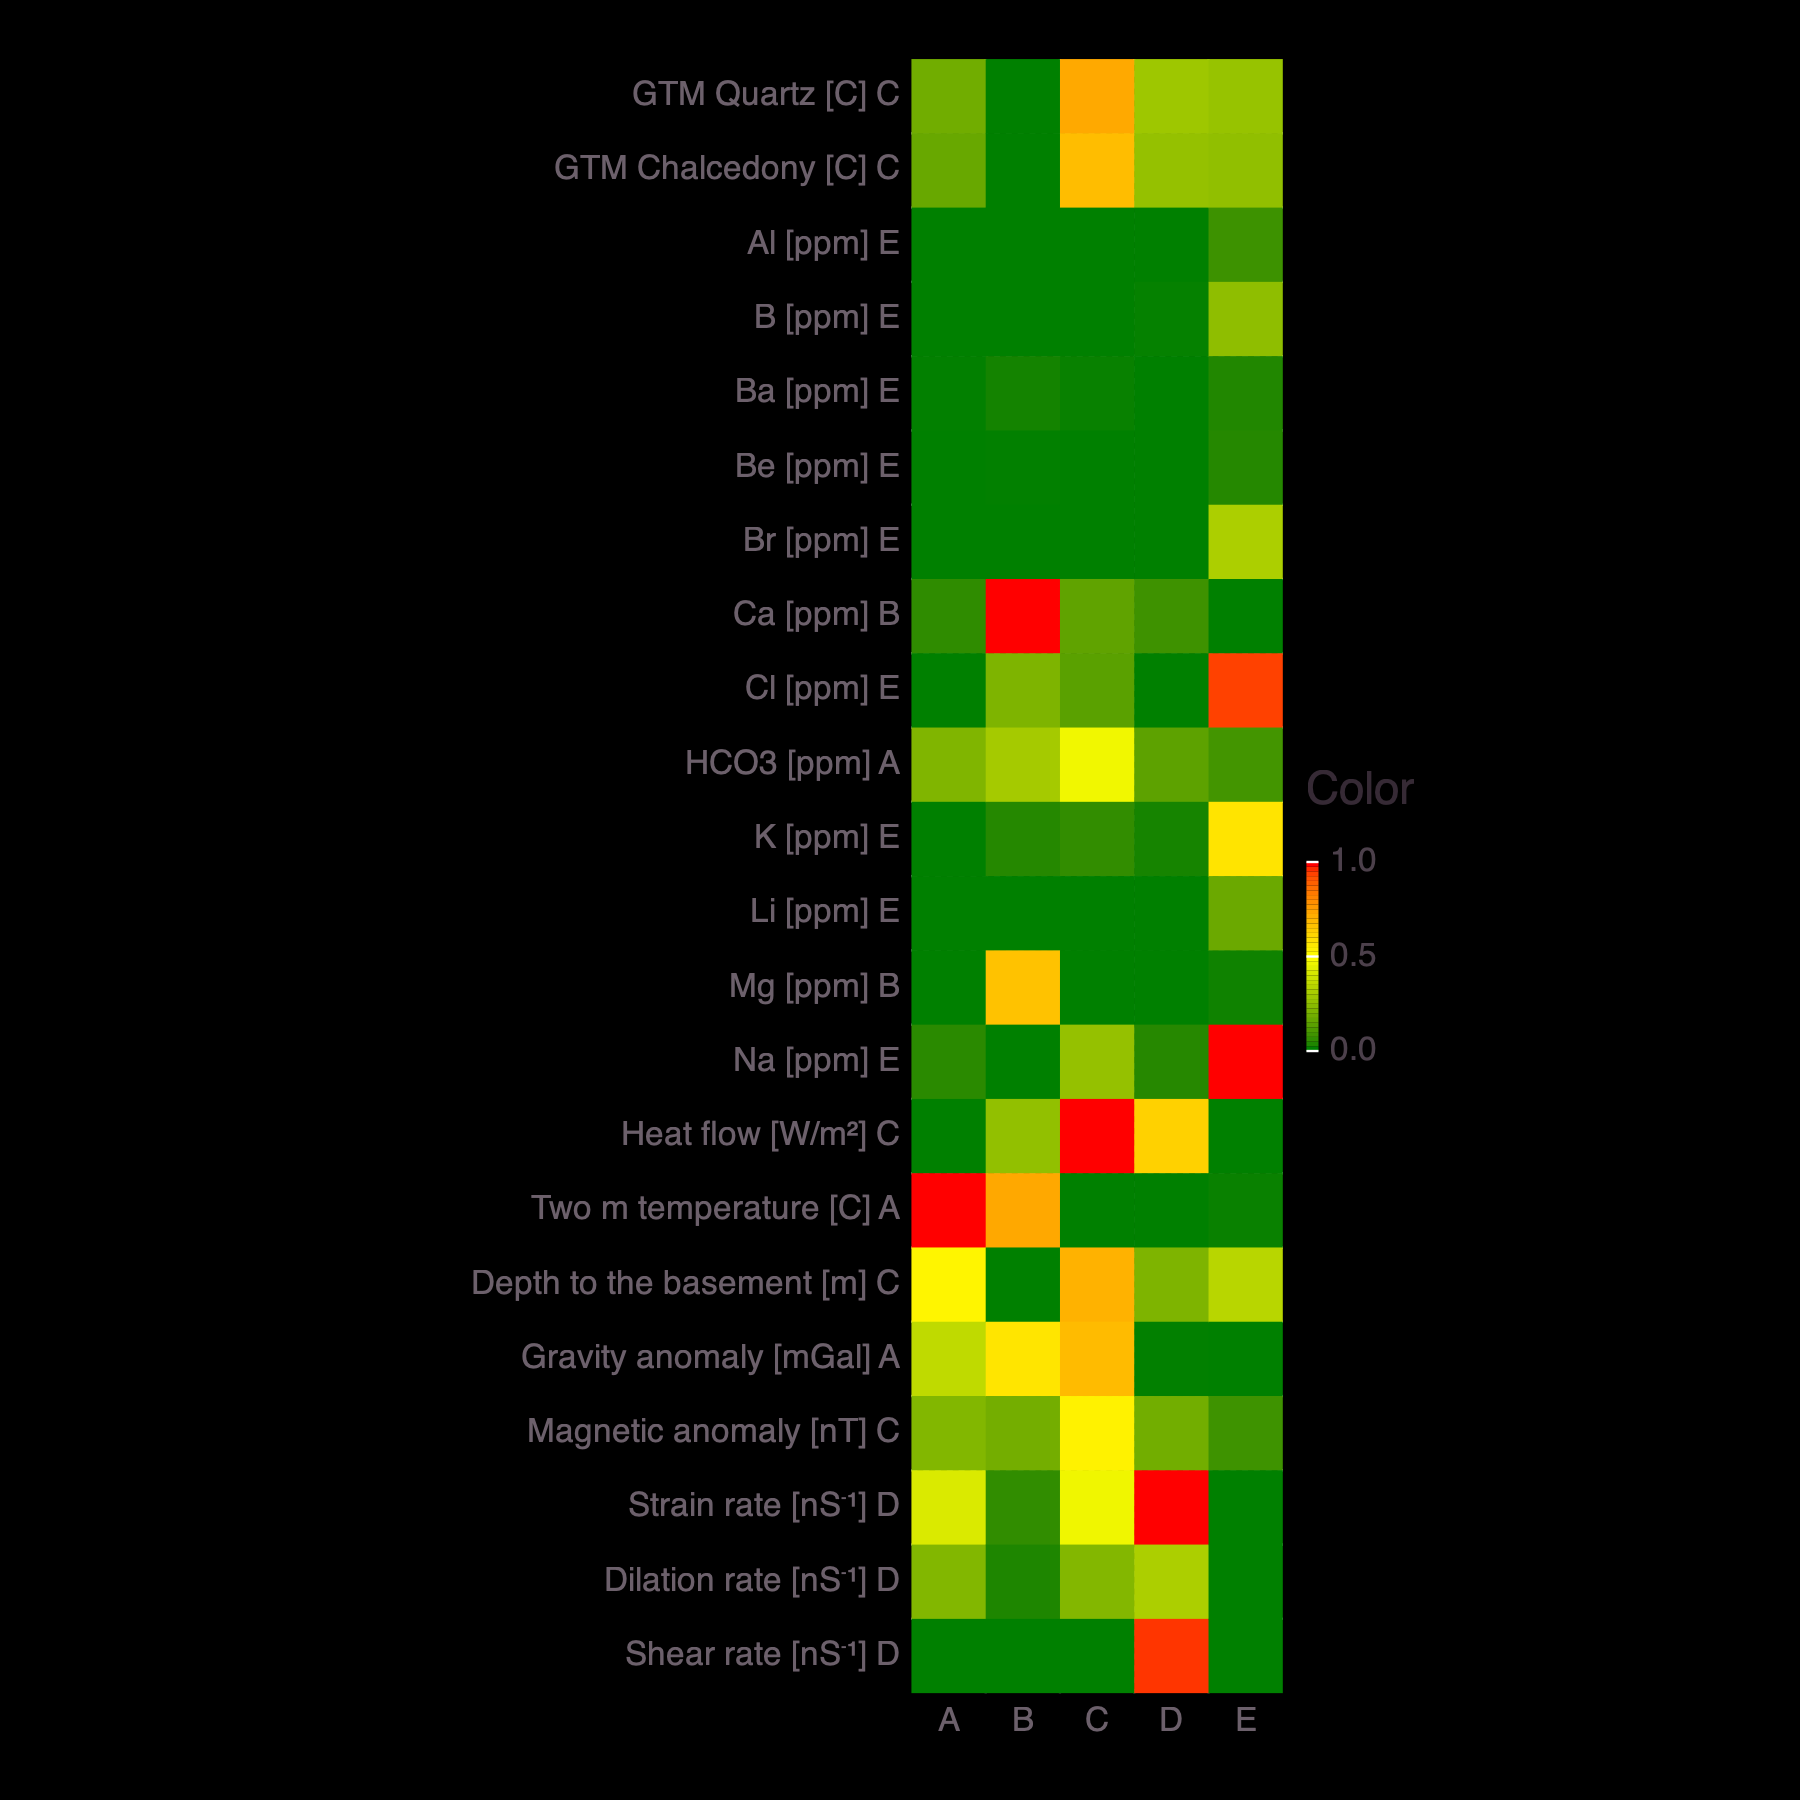 GTM Quartz [C] C
GTM Chalcedony [C] C
Al [ppm] E
B [ppm] E
Ba [ppm] E
Be [ppm] E
Br [ppm] E
Ca [ppm] B
Cl [ppm] E
HCO3 [ppm] A
K [ppm] E
Li [ppm] E
Mg [ppm] B
Na [ppm] E
Heat flow [W/m²] C
Two m temperature [C] A
Depth to the basement [m] C
Gravity anomaly [mGal] A
Magnetic anomaly [nT] C
Strain rate [nS⁻¹] D
Dilation rate [nS⁻¹] D
Shear rate [nS⁻¹] D
A B C D E
Color
1.0
0.5
0.0